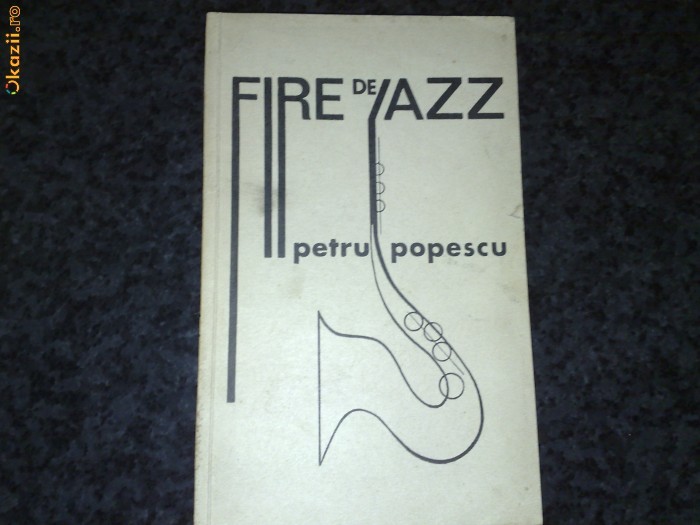 Okazii.ro
FIRE DE JAZZ
petru popescu